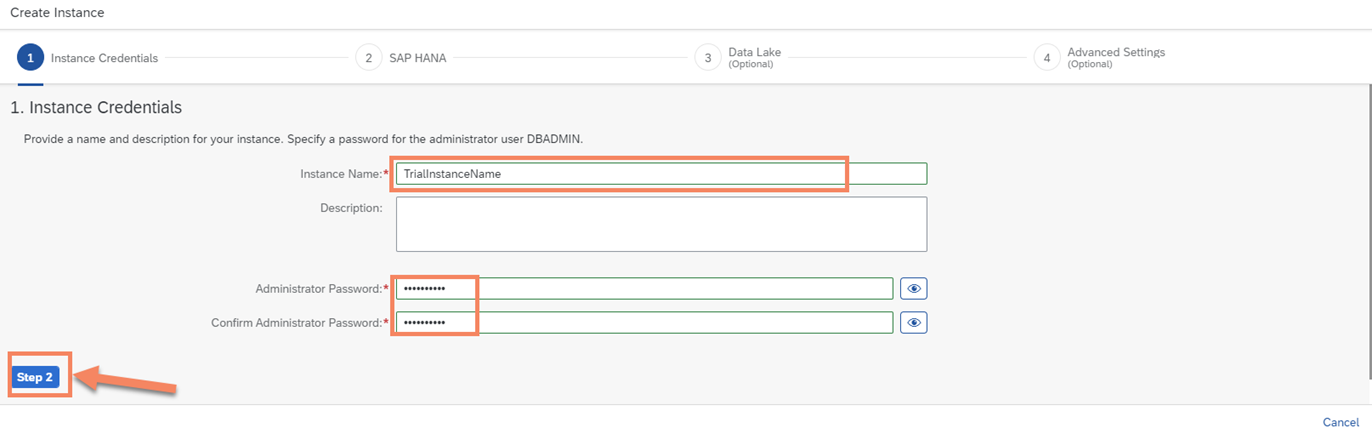 Create Instance
1 Instance Credentials
2 SAP HANA
3 Data Lake
(Optional)
4 Advanced Settings
(Optional)
1. Instance Credentials
Provide a name and description for your instance. Specify a password for the administrator user DBADMIN.
Instance Name:* TrialInstanceName
Description:
Administrator Password:* ••••••••••
Confirm Administrator Password:* ••••••••••
Step 2
Cancel